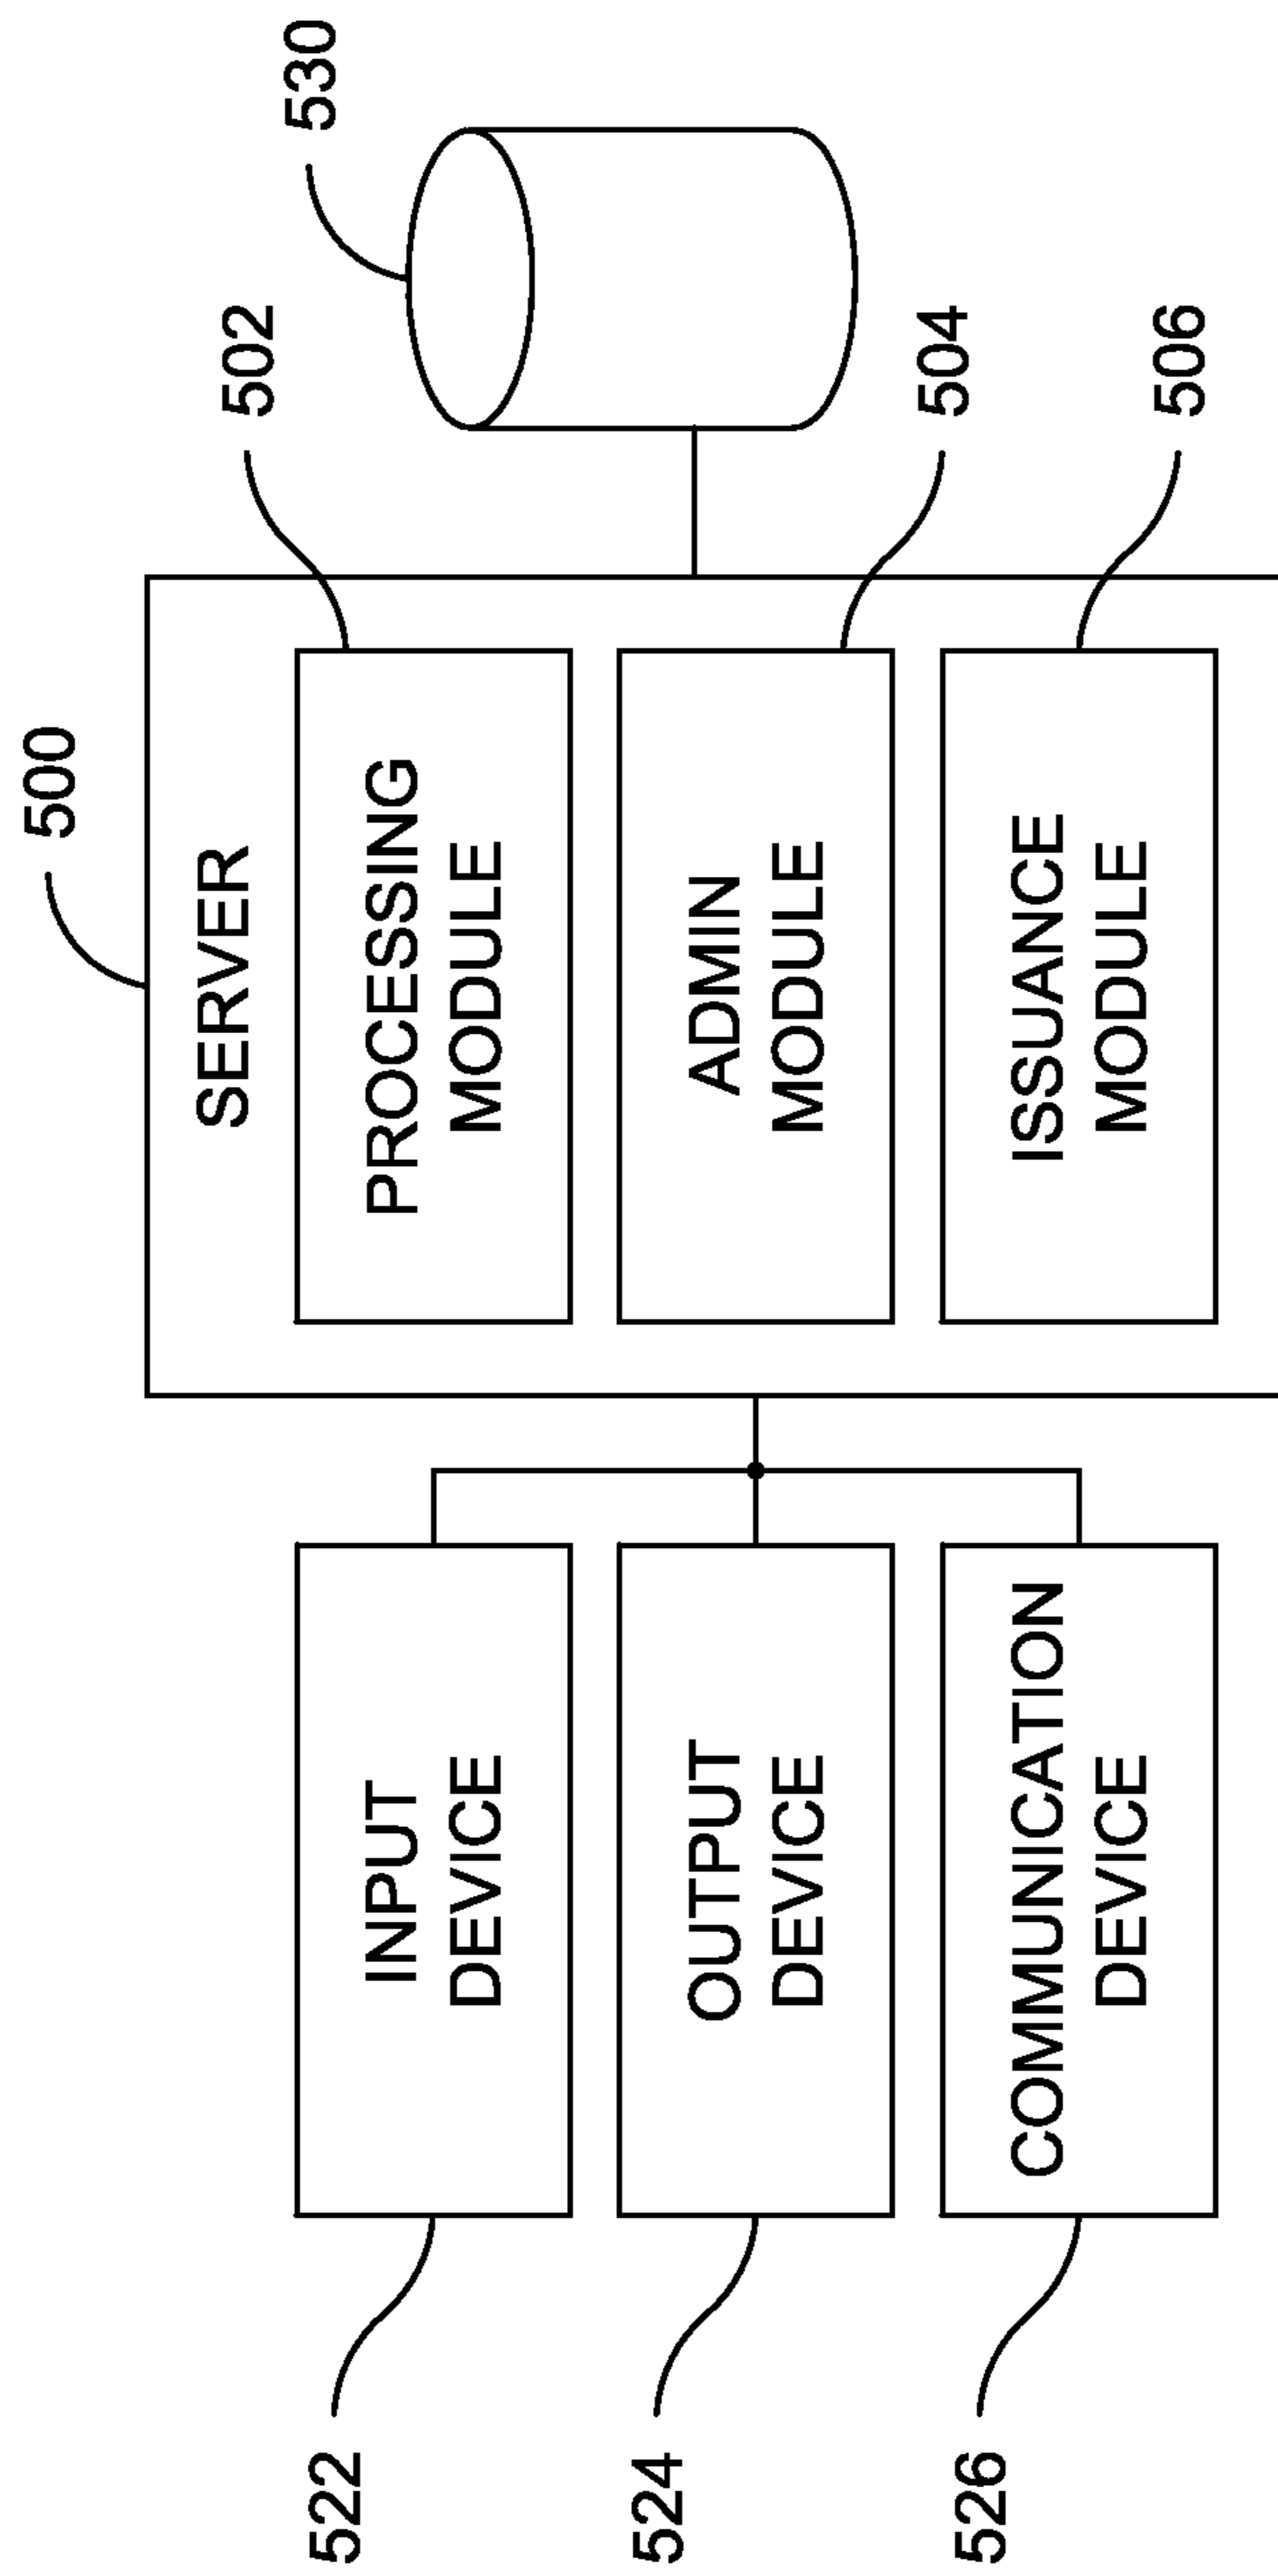 500
SERVER
502
530
522
INPUT
DEVICE
PROCESSING
MODULE
524
OUTPUT
DEVICE
ADMIN
MODULE
504
526
COMMUNICATION
DEVICE
ISSUANCE
MODULE
506